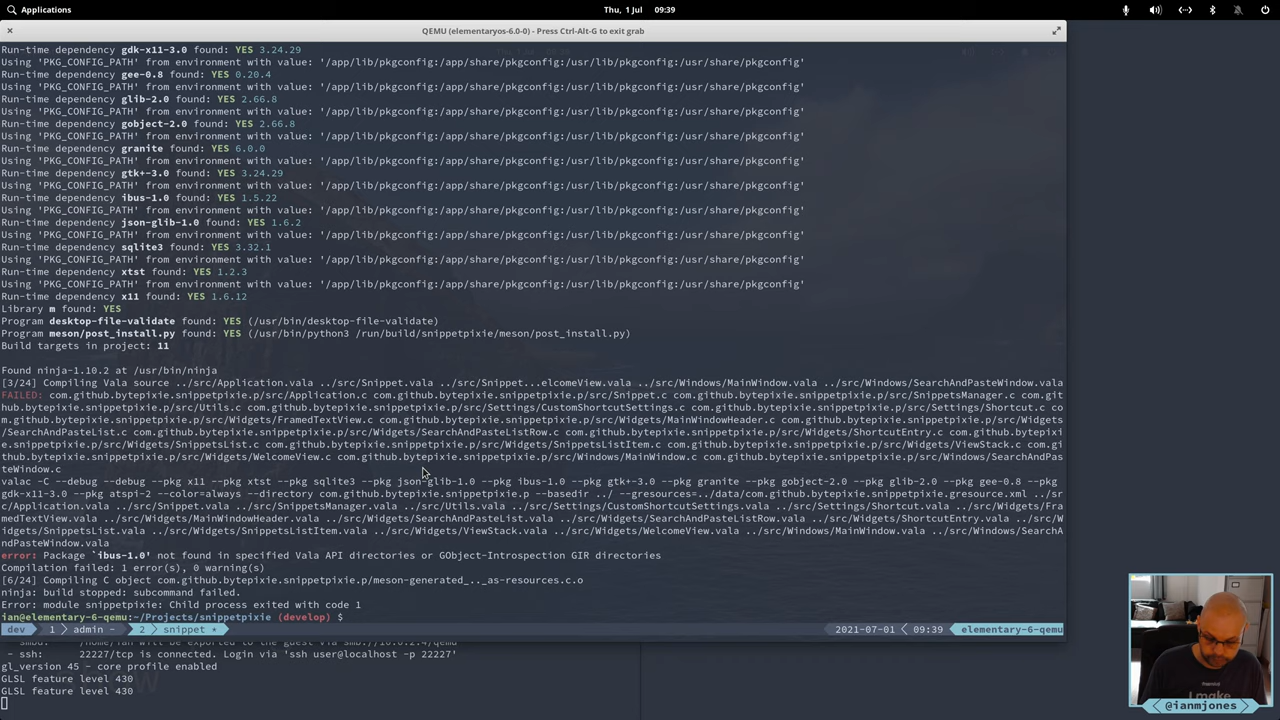 Applications
Thu, 1 Jul 09:39
QEMU (elementaryos-6.0-0) - Press Ctrl-Alt-G to exit grab
Run-time dependency gdk-x11-3.0 found: YES 3.24.29
Using 'PKG_CONFIG_PATH' from environment with value: '/app/lib/pkgconfig:/app/share/pkgconfig:/usr/lib/pkgconfig:/usr/share/pkgconfig'
Run-time dependency gee-0.8 found: YES 0.20.4
Using 'PKG_CONFIG_PATH' from environment with value: '/app/lib/pkgconfig:/app/share/pkgconfig:/usr/lib/pkgconfig:/usr/share/pkgconfig'
Run-time dependency glib-2.0 found: YES 2.66.8
Using 'PKG_CONFIG_PATH' from environment with value: '/app/lib/pkgconfig:/app/share/pkgconfig:/usr/lib/pkgconfig:/usr/share/pkgconfig'
Run-time dependency gobject-2.0 found: YES 2.66.8
Using 'PKG_CONFIG_PATH' from environment with value: '/app/lib/pkgconfig:/app/share/pkgconfig:/usr/lib/pkgconfig:/usr/share/pkgconfig'
Run-time dependency granite found: YES 6.0.0
Using 'PKG_CONFIG_PATH' from environment with value: '/app/lib/pkgconfig:/app/share/pkgconfig:/usr/lib/pkgconfig:/usr/share/pkgconfig'
Run-time dependency gtk+-3.0 found: YES 3.24.29
Using 'PKG_CONFIG_PATH' from environment with value: '/app/lib/pkgconfig:/app/share/pkgconfig:/usr/lib/pkgconfig:/usr/share/pkgconfig'
Run-time dependency ibus-1.0 found: YES 1.5.22
Using 'PKG_CONFIG_PATH' from environment with value: '/app/lib/pkgconfig:/app/share/pkgconfig:/usr/lib/pkgconfig:/usr/share/pkgconfig'
Run-time dependency json-glib-1.0 found: YES 1.6.2
Using 'PKG_CONFIG_PATH' from environment with value: '/app/lib/pkgconfig:/app/share/pkgconfig:/usr/lib/pkgconfig:/usr/share/pkgconfig'
Run-time dependency sqlite3 found: YES 3.32.1
Using 'PKG_CONFIG_PATH' from environment with value: '/app/lib/pkgconfig:/app/share/pkgconfig:/usr/lib/pkgconfig:/usr/share/pkgconfig'
Run-time dependency xtst found: YES 1.2.3
Using 'PKG_CONFIG_PATH' from environment with value: '/app/lib/pkgconfig:/app/share/pkgconfig:/usr/lib/pkgconfig:/usr/share/pkgconfig'
Run-time dependency x11 found: YES 1.6.12
Library m found: YES
Program desktop-file-validate found: YES (/usr/bin/desktop-file-validate)
Program meson/post_install.py found: YES (/usr/bin/python3 /run/build/snippetpixie/meson/post_install.py)
Build targets in project: 11
Found ninja-1.10.2 at /usr/bin/ninja
[3/24] Compiling Vala source ../src/Application.vala ../src/Snippet.vala ../src/Snippet...elcomeView.vala ../src/Windows/MainWindow.vala ../src/Windows/SearchAndPasteWindow.vala
FAILED: com.github.bytepixie.snippetpixie.p/src/Application.c com.github.bytepixie.snippetpixie.p/src/Snippet.c com.github.bytepixie.snippetpixie.p/src/SnippetsManager.c com.git
hub.bytepixie.snippetpixie.p/src/Utils.c com.github.bytepixie.snippetpixie.p/src/Settings/CustomShortcutSettings.c com.github.bytepixie.snippetpixie.p/src/Settings/Shortcut.c co
m.github.bytepixie.snippetpixie.p/src/Widgets/FramedTextView.c com.github.bytepixie.snippetpixie.p/src/Widgets/MainWindowHeader.c com.github.bytepixie.snippetpixie.p/src/Widgets
/SearchAndPasteList.c com.github.bytepixie.snippetpixie.p/src/Widgets/SearchAndPasteListRow.c com.github.bytepixie.snippetpixie.p/src/Widgets/ShortcutEntry.c com.github.bytepixi
e.snippetpixie.p/src/Widgets/SnippetsList.c com.github.bytepixie.snippetpixie.p/src/Widgets/SnippetsListItem.c com.github.bytepixie.snippetpixie.p/src/Widgets/ViewStack.c com.gi
thub.bytepixie.snippetpixie.p/src/Widgets/WelcomeView.c com.github.bytepixie.snippetpixie.p/src/Windows/MainWindow.c com.github.bytepixie.snippetpixie.p/src/Windows/SearchAndPas
teWindow.c
valac -C --debug --debug --pkg x11 --pkg xtst --pkg sqlite3 --pkg json-glib-1.0 --pkg ibus-1.0 --pkg gtk+-3.0 --pkg granite --pkg gobject-2.0 --pkg glib-2.0 --pkg gee-0.8 --pkg
gdk-x11-3.0 --pkg atspi-2 --color=always --directory com.github.bytepixie.snippetpixie.p --basedir ../ --gresources=../data/com.github.bytepixie.snippetpixie.gresource.xml ../sr
c/Application.vala ../src/Snippet.vala ../src/SnippetsManager.vala ../src/Utils.vala ../src/Settings/CustomShortcutSettings.vala ../src/Settings/Shortcut.vala ../src/Widgets/Fra
medTextView.vala ../src/Widgets/MainWindowHeader.vala ../src/Widgets/SearchAndPasteList.vala ../src/Widgets/SearchAndPasteListRow.vala ../src/Widgets/ShortcutEntry.vala ../src/W
idgets/SnippetsList.vala ../src/Widgets/SnippetsListItem.vala ../src/Widgets/ViewStack.vala ../src/Widgets/WelcomeView.vala ../src/Windows/MainWindow.vala ../src/Windows/SearchA
ndPasteWindow.vala
error: Package `ibus-1.0' not found in specified Vala API directories or GObject-Introspection GIR directories
Compilation failed: 1 error(s), 0 warning(s)
[6/24] Compiling C object com.github.bytepixie.snippetpixie.p/meson-generated_.._as-resources.c.o
ninja: build stopped: subcommand failed.
Error: module snippetpixie: Child process exited with code 1
ian@elementary-6-qemu:~/Projects/snippetpixie (develop) $
dev 1 admin - 2 snippet * 2021-07-01 09:39 elementary-6-qemu
- ssh: 22227/tcp is connected. Login via 'ssh user@localhost -p 22227'
gl_version 45 - core profile enabled
GLSL feature level 430
GLSL feature level 430
I make
@ianmjones